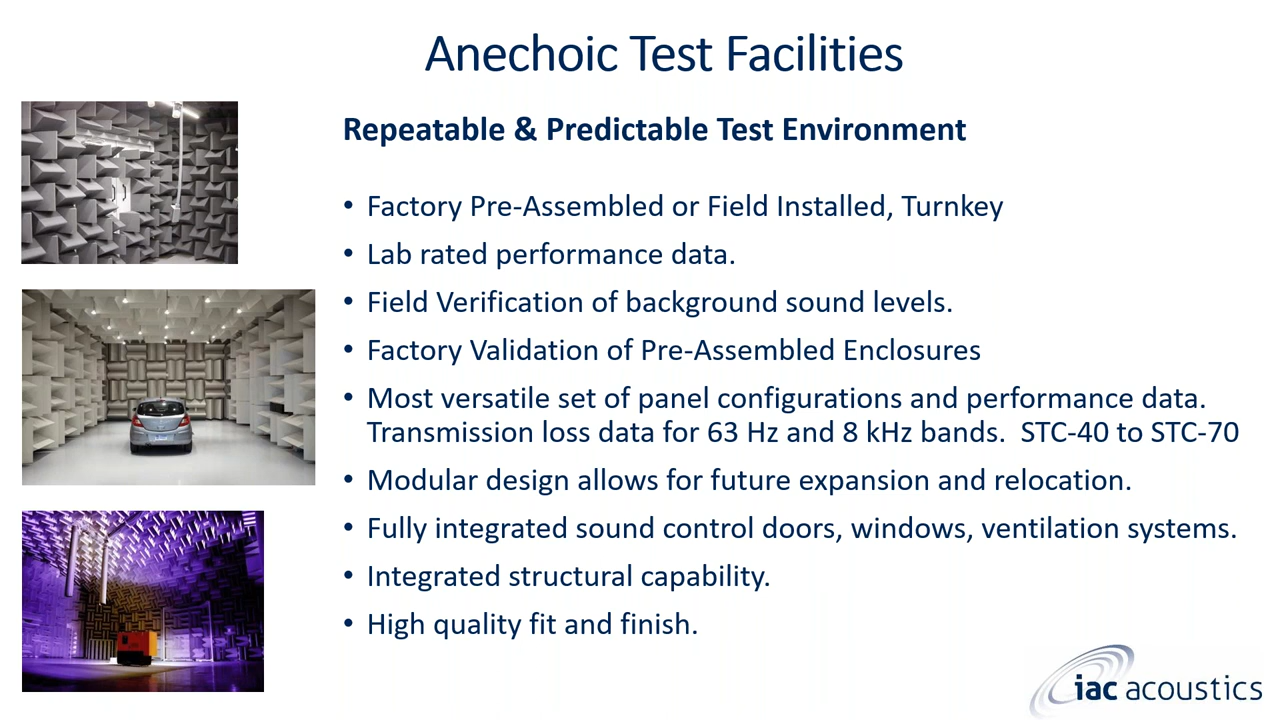 Anechoic Test Facilities
Repeatable & Predictable Test Environment
• Factory Pre-Assembled or Field Installed, Turnkey
• Lab rated performance data.
• Field Verification of background sound levels.
• Factory Validation of Pre-Assembled Enclosures
• Most versatile set of panel configurations and performance data.
Transmission loss data for 63 Hz and 8 kHz bands.  STC-40 to STC-70
• Modular design allows for future expansion and relocation.
• Fully integrated sound control doors, windows, ventilation systems.
• Integrated structural capability.
• High quality fit and finish.
iac acoustics